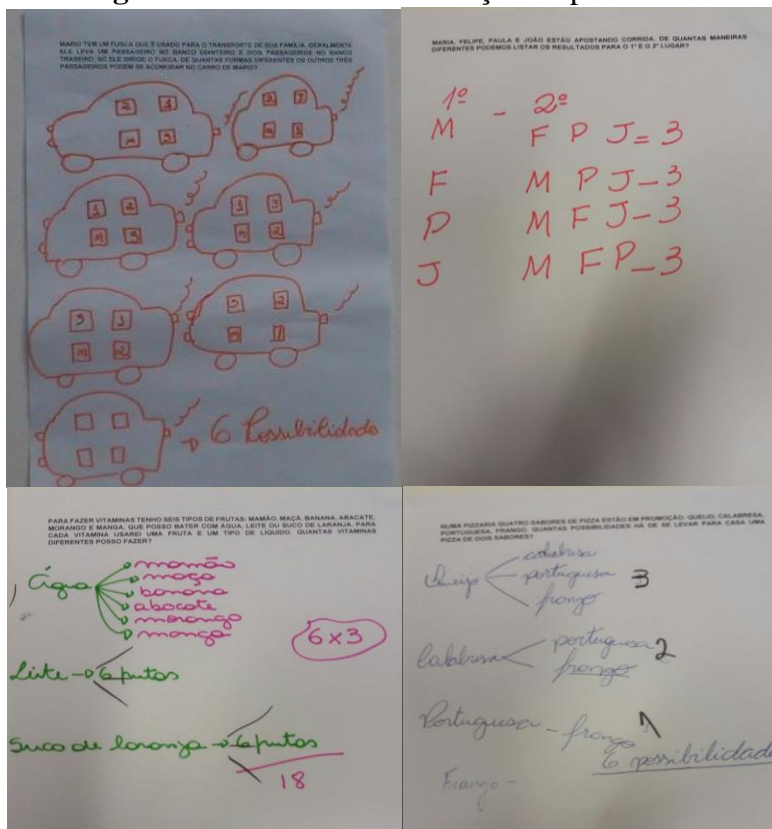 MARIO TEM UM FUSCA QUE É USADO PARA O TRANSPORTE DE SUA FAMÍLIA. GERALMENTE
ELE LEVA UM PASSAGEIRO NO BANCO DIANTEIRO E DOIS PASSAGEIROS NO BANCO
TRASEIRO. SÓ ELE DIRIGE O FUSCA. DE QUANTAS FORMAS DIFERENTES OS OUTROS TRÊS
PASSAGEIROS PODEM SE ACOMODAR NO CARRO DE MARIO?
6 Possibilidade
MARIA, FELIPE, PAULA E JOÃO ESTÃO APOSTANDO CORRIDA. DE QUANTAS MANEIRAS
DIFERENTES PODEMOS LISTAR OS RESULTADOS PARA O 1º E O 2º LUGAR?
1º - 2º
M F P J = 3
F M P J - 3
P M F J - 3
J M F P - 3
PARA FAZER VITAMINAS TENHO SEIS TIPOS DE FRUTAS: MAMÃO, MAÇÃ, BANANA, ABACATE,
MORANGO E MANGA, QUE POSSO BATER COM ÁGUA, LEITE OU SUCO DE LARANJA. PARA
CADA VITAMINA USAREI UMA FRUTA E UM TIPO DE LÍQUIDO. QUANTAS VITAMINAS
DIFERENTES POSSO FAZER?
Água
mamão
maça
banana
abacate
morango
manga
6x3
Leite → 6 frutas
Suco de laranja → 6 frutas
18
NUMA PIZZARIA QUATRO SABORES DE PIZZA ESTÃO EM PROMOÇÃO: QUEIJO, CALABRESA,
PORTUGUESA, FRANGO. QUANTAS POSSIBILIDADES HÁ DE SE LEVAR PARA CASA UMA
PIZZA DE DOIS SABORES?
Queijo
calabresa
portuguesa 3
frango
Calabresa
portuguesa 2
frango
Portuguesa - frango 1
6 possibilidade
Frango -